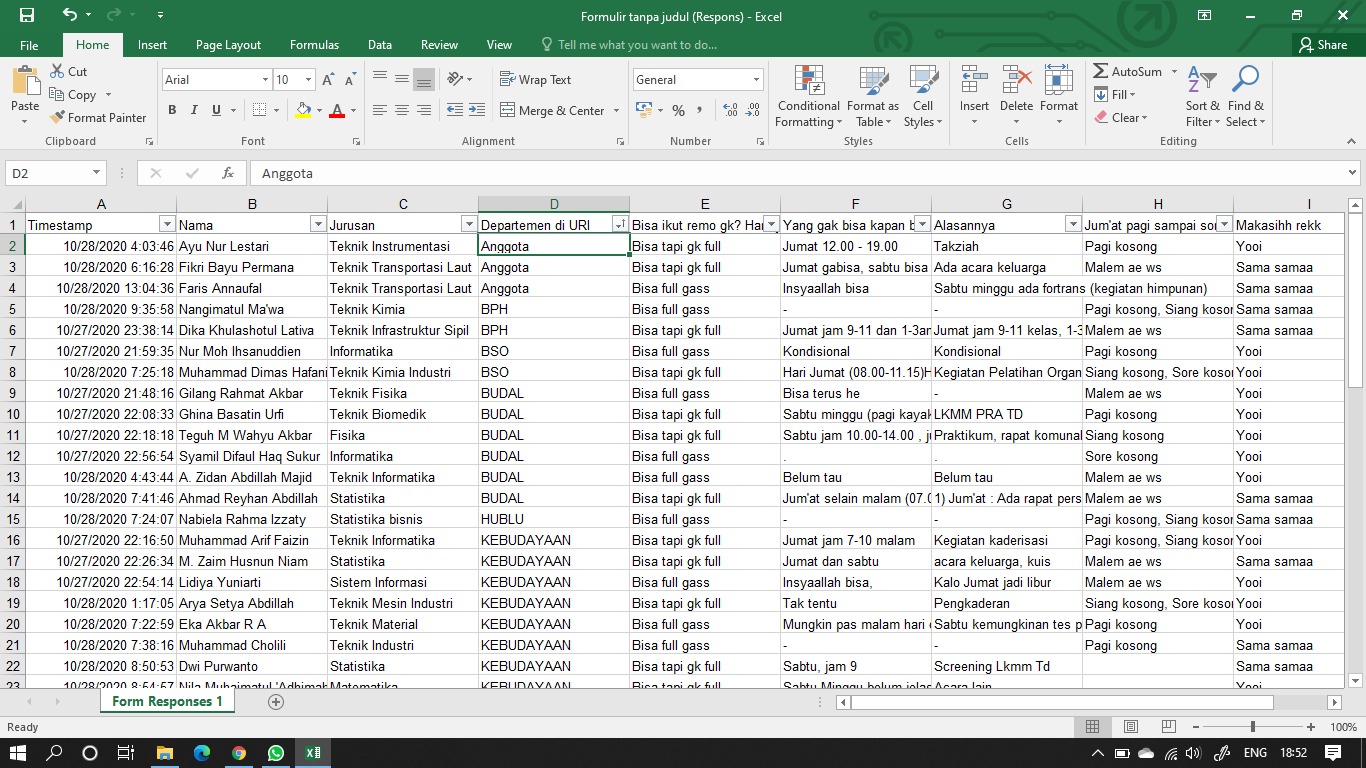 Formulir tanpa judul (Respons) - Excel
File Home Insert Page Layout Formulas Data Review View Tell me what you want to do... Share
Paste Cut Copy Format Painter Clipboard
Arial 10 A A B I U A Font
Wrap Text Merge & Center Alignment
General % , .00 Number
Conditional Formatting Format as Table Cell Styles Styles
Insert Delete Format Cells
AutoSum Fill Clear Sort & Filter Find & Select Editing
D2 fx Anggota
A B C D E F G H I
1 Timestamp Nama Jurusan Departemen di URI Bisa ikut remo gk? Har Yang gak bisa kapan b Alasannya Jum'at pagi sampai sor Makasihh rekk
2 10/28/2020 4:03:46 Ayu Nur Lestari Teknik Instrumentasi Anggota Bisa tapi gk full Jumat 12.00 - 19.00 Takziah Pagi kosong Yooi
3 10/28/2020 6:16:28 Fikri Bayu Permana Teknik Transportasi Laut Anggota Bisa tapi gk full Jumat gabisa, sabtu bisa Ada acara keluarga Malem ae ws Sama samaa
4 10/28/2020 13:04:36 Faris Annaufal Teknik Transportasi Laut Anggota Bisa full gass Insyaallah bisa Sabtu minggu ada fortrans (kegiatan himpunan) Sama samaa
5 10/28/2020 9:35:58 Nangimatul Ma'wa Teknik Kimia BPH Bisa full gass - - Pagi kosong, Siang kosor Sama samaa
6 10/27/2020 23:38:14 Dika Khulashotul Lativa Teknik Infrastruktur Sipil BPH Bisa tapi gk full Jumat jam 9-11 dan 1-3an Jumat jam 9-11 kelas, 1-3 Malem ae ws Sama samaa
7 10/27/2020 21:59:35 Nur Moh Ihsanuddien Informatika BSO Bisa full gass Kondisional Kondisional Pagi kosong Yooi
8 10/28/2020 7:25:18 Muhammad Dimas Hafani Teknik Kimia Industri BSO Bisa tapi gk full Hari Jumat (08.00-11.15)H Kegiatan Pelatihan Organ Siang kosong, Sore kosor Yooi
9 10/27/2020 21:48:16 Gilang Rahmat Akbar Teknik Fisika BUDAL Bisa full gass Bisa terus he - Malem ae ws Yooi
10 10/27/2020 22:08:33 Ghina Basatin Urfi Teknik Biomedik BUDAL Bisa tapi gk full Sabtu minggu (pagi kayak LKMM PRA TD Pagi kosong Yooi
11 10/27/2020 22:18:18 Teguh M Wahyu Akbar Fisika BUDAL Bisa tapi gk full Sabtu jam 10.00-14.00 , ju Praktikum, rapat komunal Siang kosong Yooi
12 10/27/2020 22:56:54 Syamil Difaul Haq Sukur Informatika BUDAL Bisa full gass . . Sore kosong Yooi
13 10/28/2020 4:43:44 A. Zidan Abdillah Majid Teknik Informatika BUDAL Bisa tapi gk full Belum tau Belum tau Malem ae ws Yooi
14 10/28/2020 7:41:46 Ahmad Reyhan Abdillah Statistika BUDAL Bisa tapi gk full Jum'at selain malam (07.0 1) Jum'at : Ada rapat pers Malem ae ws Sama samaa
15 10/28/2020 7:24:07 Nabiela Rahma Izzaty Statistika bisnis HUBLU Bisa full gass - - Pagi kosong, Siang kosor Sama samaa
16 10/27/2020 22:16:50 Muhammad Arif Faizin Teknik Informatika KEBUDAYAAN Bisa tapi gk full Jumat jam 7-10 malam Kegiatan kaderisasi Pagi kosong, Siang kosor Yooi
17 10/27/2020 22:26:34 M. Zaim Husnun Niam Statistika KEBUDAYAAN Bisa tapi gk full Jumat dan sabtu acara keluarga, kuis Malem ae ws Sama samaa
18 10/27/2020 22:54:14 Lidiya Yuniarti Sistem Informasi KEBUDAYAAN Bisa full gass Insyaallah bisa, Kalo Jumat jadi libur Malem ae ws Yooi
19 10/28/2020 1:17:05 Arya Setya Abdillah Teknik Mesin Industri KEBUDAYAAN Bisa tapi gk full Tak tentu Pengkaderan Siang kosong, Sore kosor Yooi
20 10/28/2020 7:22:59 Eka Akbar R A Teknik Material KEBUDAYAAN Bisa full gass Mungkin pas malam hari Sabtu kemungkinan tes p Pagi kosong Yooi
21 10/28/2020 7:38:16 Muhammad Cholili Teknik Industri KEBUDAYAAN Bisa full gass - - Pagi kosong Sama samaa
22 10/28/2020 8:50:53 Dwi Purwanto Statistika KEBUDAYAAN Bisa tapi gk full Sabtu, jam 9 Screening Lkmm Td Sama samaa
23 10/28/2020 8:54:57 Nila Muhaimatul 'Adhimah Matematika KEBUDAYAAN Bisa tapi gk full Sabtu Minggu belum jelas Acara lain Yooi
Form Responses 1
Ready 100%
ENG 18:52